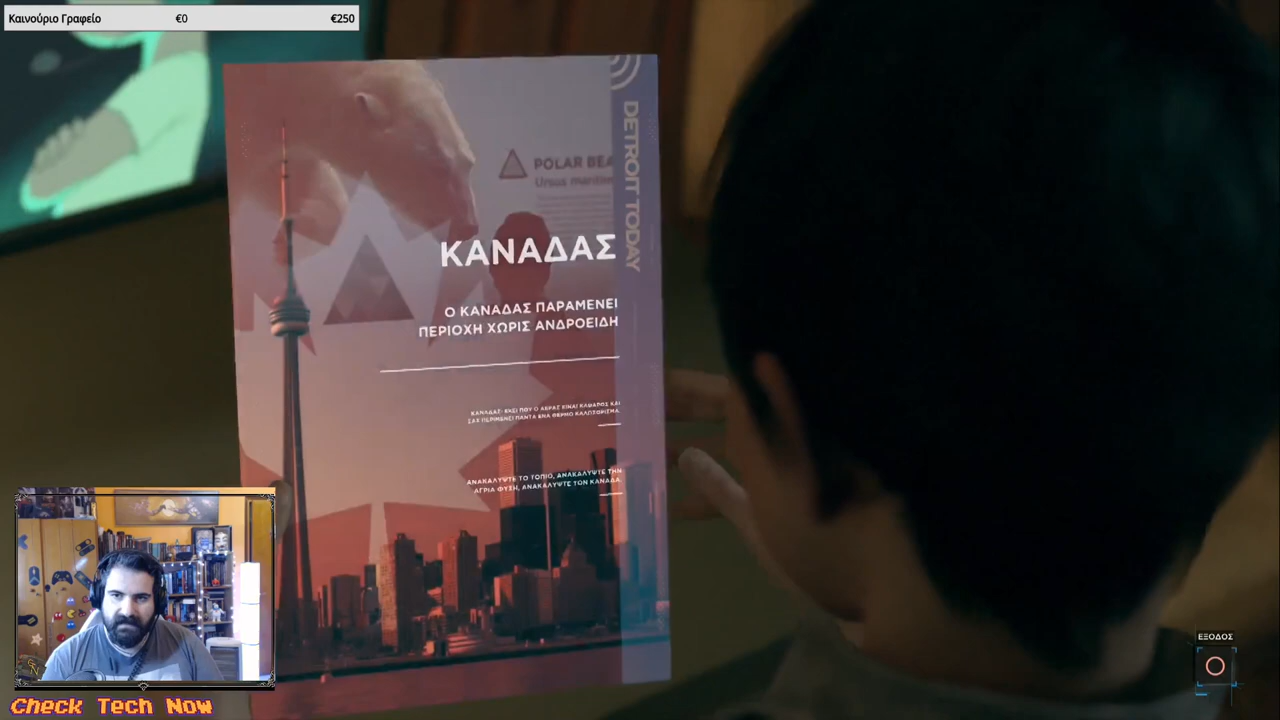 Καινούριο Γραφείο €0 €250
DETROIT TODAY
POLAR BEA
Ursus maritim
ΚΑΝΑΔΑΣ
Ο ΚΑΝΑΔΑΣ ΠΑΡΑΜΕΝΕΙ
ΠΕΡΙΟΧΗ ΧΩΡΙΣ ΑΝΔΡΟΕΙΔΗ
ΚΑΝΑΔΑΣ: ΕΚΕΙ ΠΟΥ Ο ΑΕΡΑΣ ΕΙΝΑΙ ΚΑΘΑΡΟΣ ΚΑΙ
ΣΑΣ ΠΕΡΙΜΕΝΕΙ ΠΑΝΤΑ ΕΝΑ ΘΕΡΜΟ ΚΑΛΩΣΟΡΙΣΜΑ.
ΑΝΑΚΑΛΥΨΤΕ ΤΟ ΤΟΠΙΟ, ΑΝΑΚΑΛΥΨΤΕ ΤΗΝ
ΑΓΡΙΑ ΦΥΣΗ, ΑΝΑΚΑΛΥΨΤΕ ΤΟΝ ΚΑΝΑΔΑ.
ΕΞΟΔΟΣ
Check Tech Now